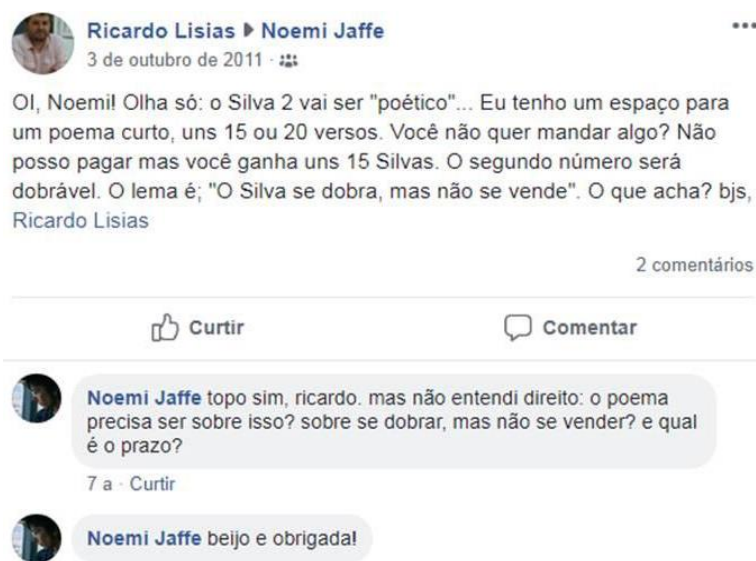 Ricardo Lisias ▶ Noemi Jaffe
3 de outubro de 2011 ·
OI, Noemi! Olha só: o Silva 2 vai ser "poético"... Eu tenho um espaço para
um poema curto, uns 15 ou 20 versos. Você não quer mandar algo? Não
posso pagar mas você ganha uns 15 Silvas. O segundo número será
dobrável. O lema é; "O Silva se dobra, mas não se vende". O que acha? bjs,
Ricardo Lisias
2 comentários
Curtir Comentar
Noemi Jaffe topo sim, ricardo. mas não entendi direito: o poema
precisa ser sobre isso? sobre se dobrar, mas não se vender? e qual
é o prazo?
7 a · Curtir
Noemi Jaffe beijo e obrigada!